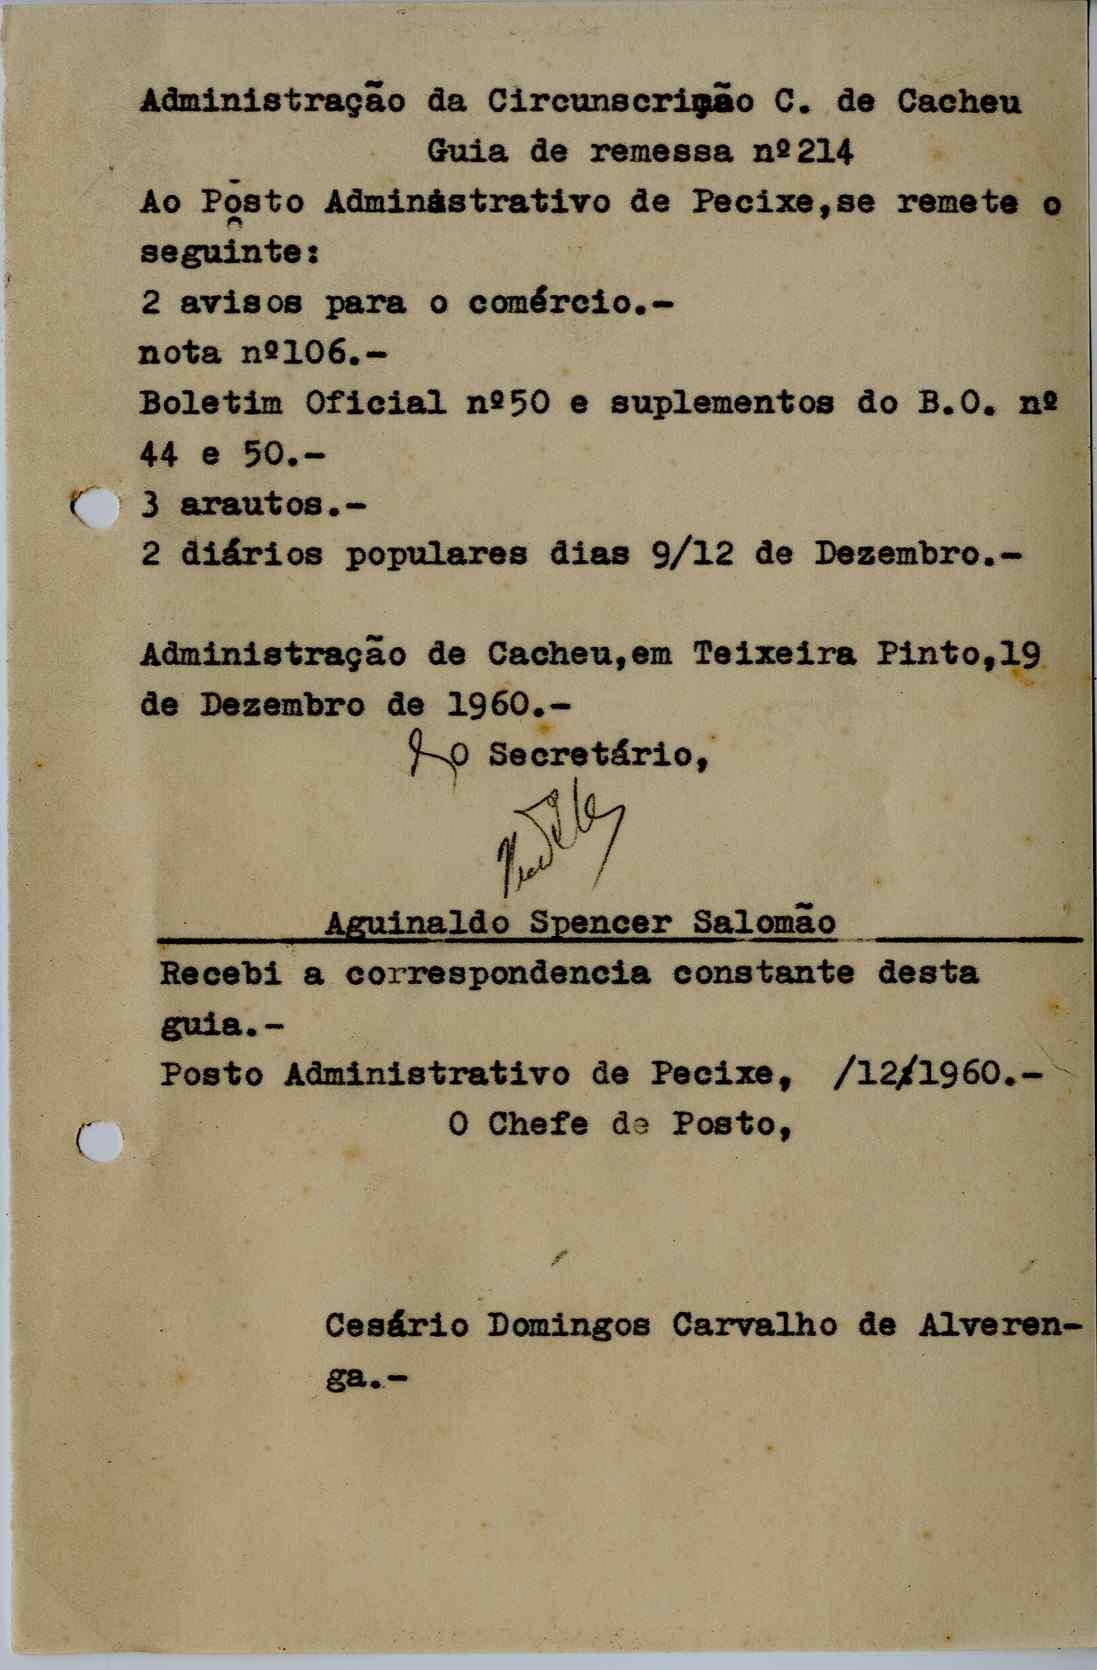 Administração da Circunscrição C. de Cacheu
Guia de remessa nº214
Ao Posto Administrativo de Pecixe,se remete o
seguinte:
2 avisos para o comércio.-
nota nº106.-
Boletim Oficial nº50 e suplementos do B.O. nº
44 e 50.-
3 arautos.-
2 diários populares dias 9/12 de Dezembro.-
Administração de Cacheu,em Teixeira Pinto,19
de Dezembro de 1960.-
O Secretário,
Aguinaldo Spencer Salomão
Recebi a correspondencia constante desta
guia.-
Posto Administrativo de Pecixe, /12/1960.-
O Chefe de Posto,
Cesário Domingos Carvalho de Alveren-
ga.-